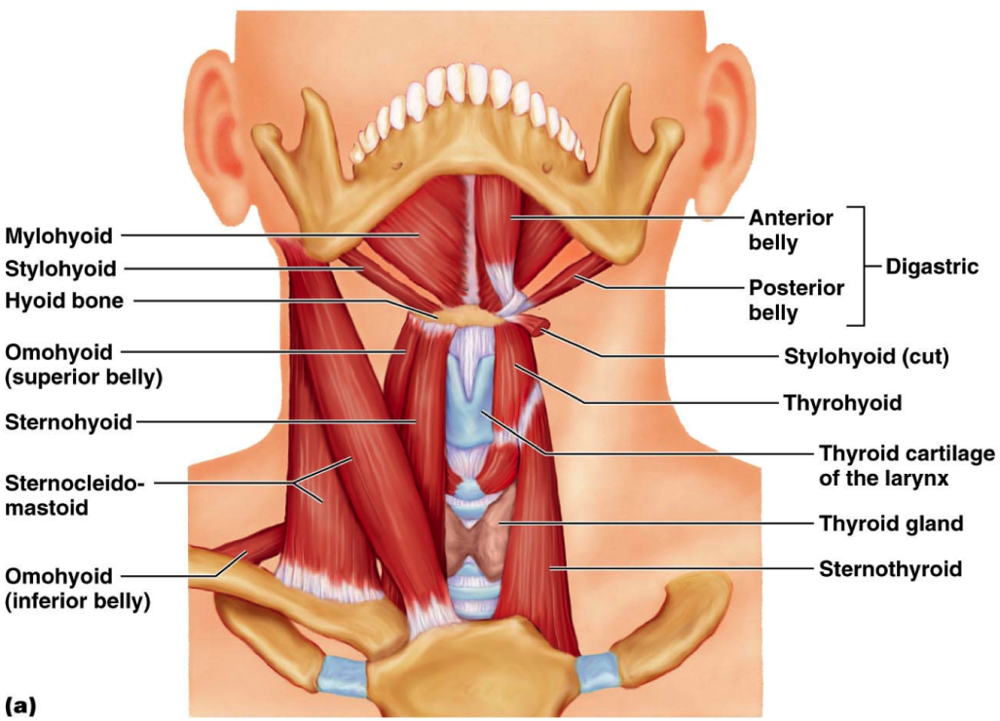 Mylohyoid
Stylohyoid
Hyoid bone
Omohyoid
(superior belly)
Sternohyoid
Sternocleido-
mastoid
Omohyoid
(inferior belly)
Anterior
belly
Digastric
Posterior
belly
Stylohyoid (cut)
Thyrohyoid
Thyroid cartilage
of the larynx
Thyroid gland
Sternothyroid
(a)